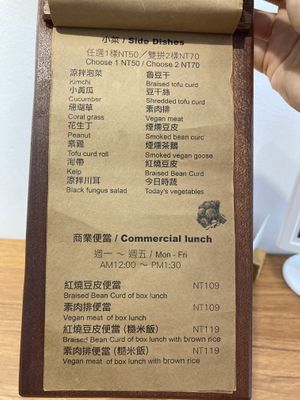 小菜 / Side Dishes
任選1樣NT50／雙拼2樣NT70
Choose 1 NT50 / Choose 2 NT70
涼拌泡菜
Kimchi
小黃瓜
Cucumber
珊瑚草
Coral grass
花生丁
Peanut
素雞
Tofu curd roll
海帶
Kelp
涼拌川耳
Black fungus salad
魯豆干
Braised tofu curd
豆干絲
Shredded tofu curd
素肉排
Vegan meat
煙燻豆皮
Smoked bean curc
煙燻茶鵝
Smoked vegan goose
紅燒豆皮
Braised Bean Curd
今日時蔬
Today's vegetables
商業便當 / Commercial lunch
週一 ～ 週五 / Mon - Fri
AM12:00 ～ PM1:30
紅燒豆皮便當 NT109
Braised Bean Curd of box lunch
素肉排便當 NT109
Vegan meat of box lunch
紅燒豆皮便當 (糙米飯) NT119
Braised Bean Curd of box lunch with brown rice
素肉排便當 (糙米飯) NT119
Vegan meat of box lunch with brown rice